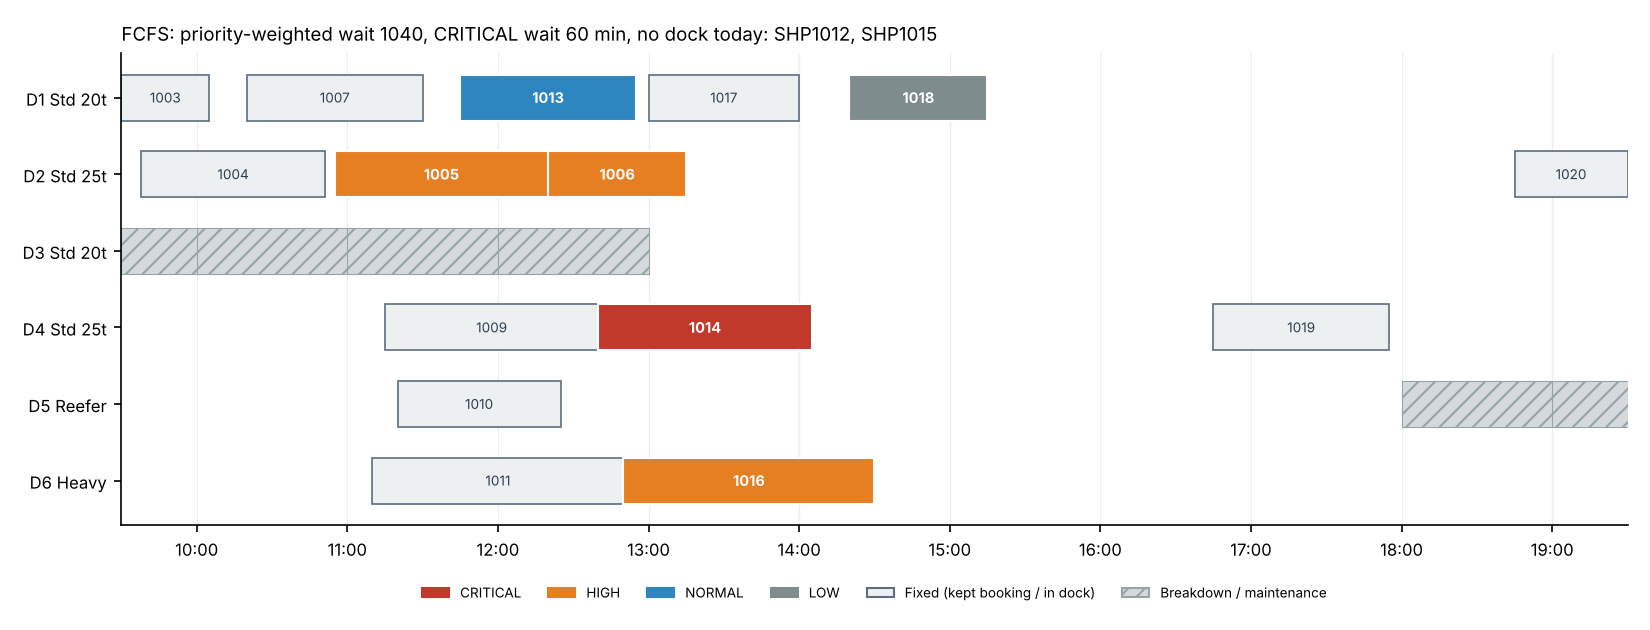 FCFS: priority-weighted wait 1040, CRITICAL wait 60 min, no dock today: SHP1012, SHP1015
D1 Std 20t 1003 1007 1013 1017 1018
D2 Std 25t 1004 1005 1006 1020
D3 Std 20t
D4 Std 25t 1009 1014 1019
D5 Reefer 1010
D6 Heavy 1011 1016
10:00 11:00 12:00 13:00 14:00 15:00 16:00 17:00 18:00 19:00
CRITICAL HIGH NORMAL LOW Fixed (kept booking / in dock) Breakdown / maintenance